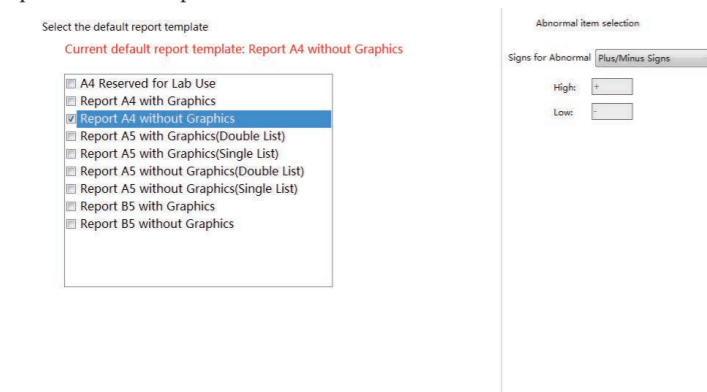 Select the default report template
Current default report template: Report A4 without Graphics
A4 Reserved for Lab Use
Report A4 with Graphics
Report A4 without Graphics
Report A5 with Graphics(Double List)
Report A5 with Graphics(Single List)
Report A5 without Graphics(Double List)
Report A5 without Graphics(Single List)
Report B5 with Graphics
Report B5 without Graphics
Abnormal item selection
Signs for Abnormal Plus/Minus Signs
High: +
Low: -